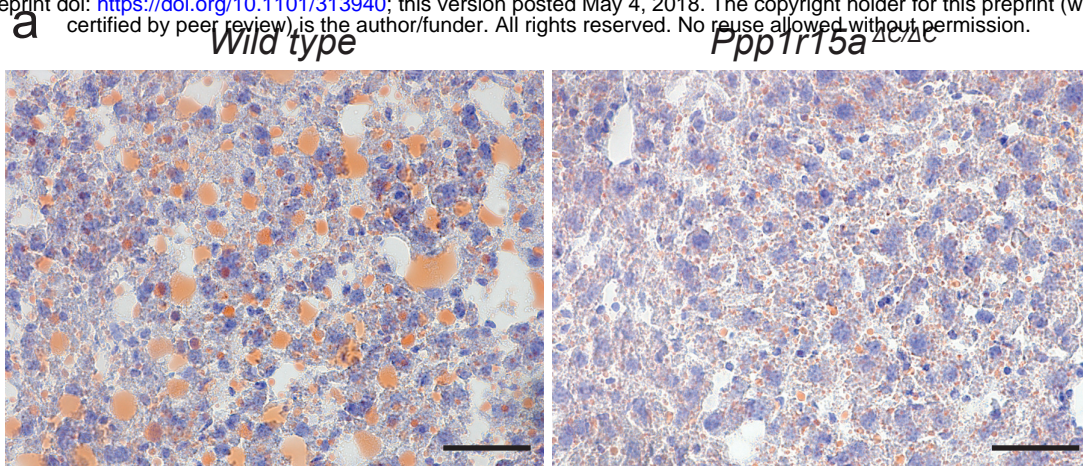 eprint doi: https://doi.org/10.1101/313940; this version posted May 4, 2018. The copyright holder for this preprint (w
certified by peer review) is the author/funder. All rights reserved. No reuse allowed without permission.
a
Wild type
Ppp1r15a ΔC/ΔC